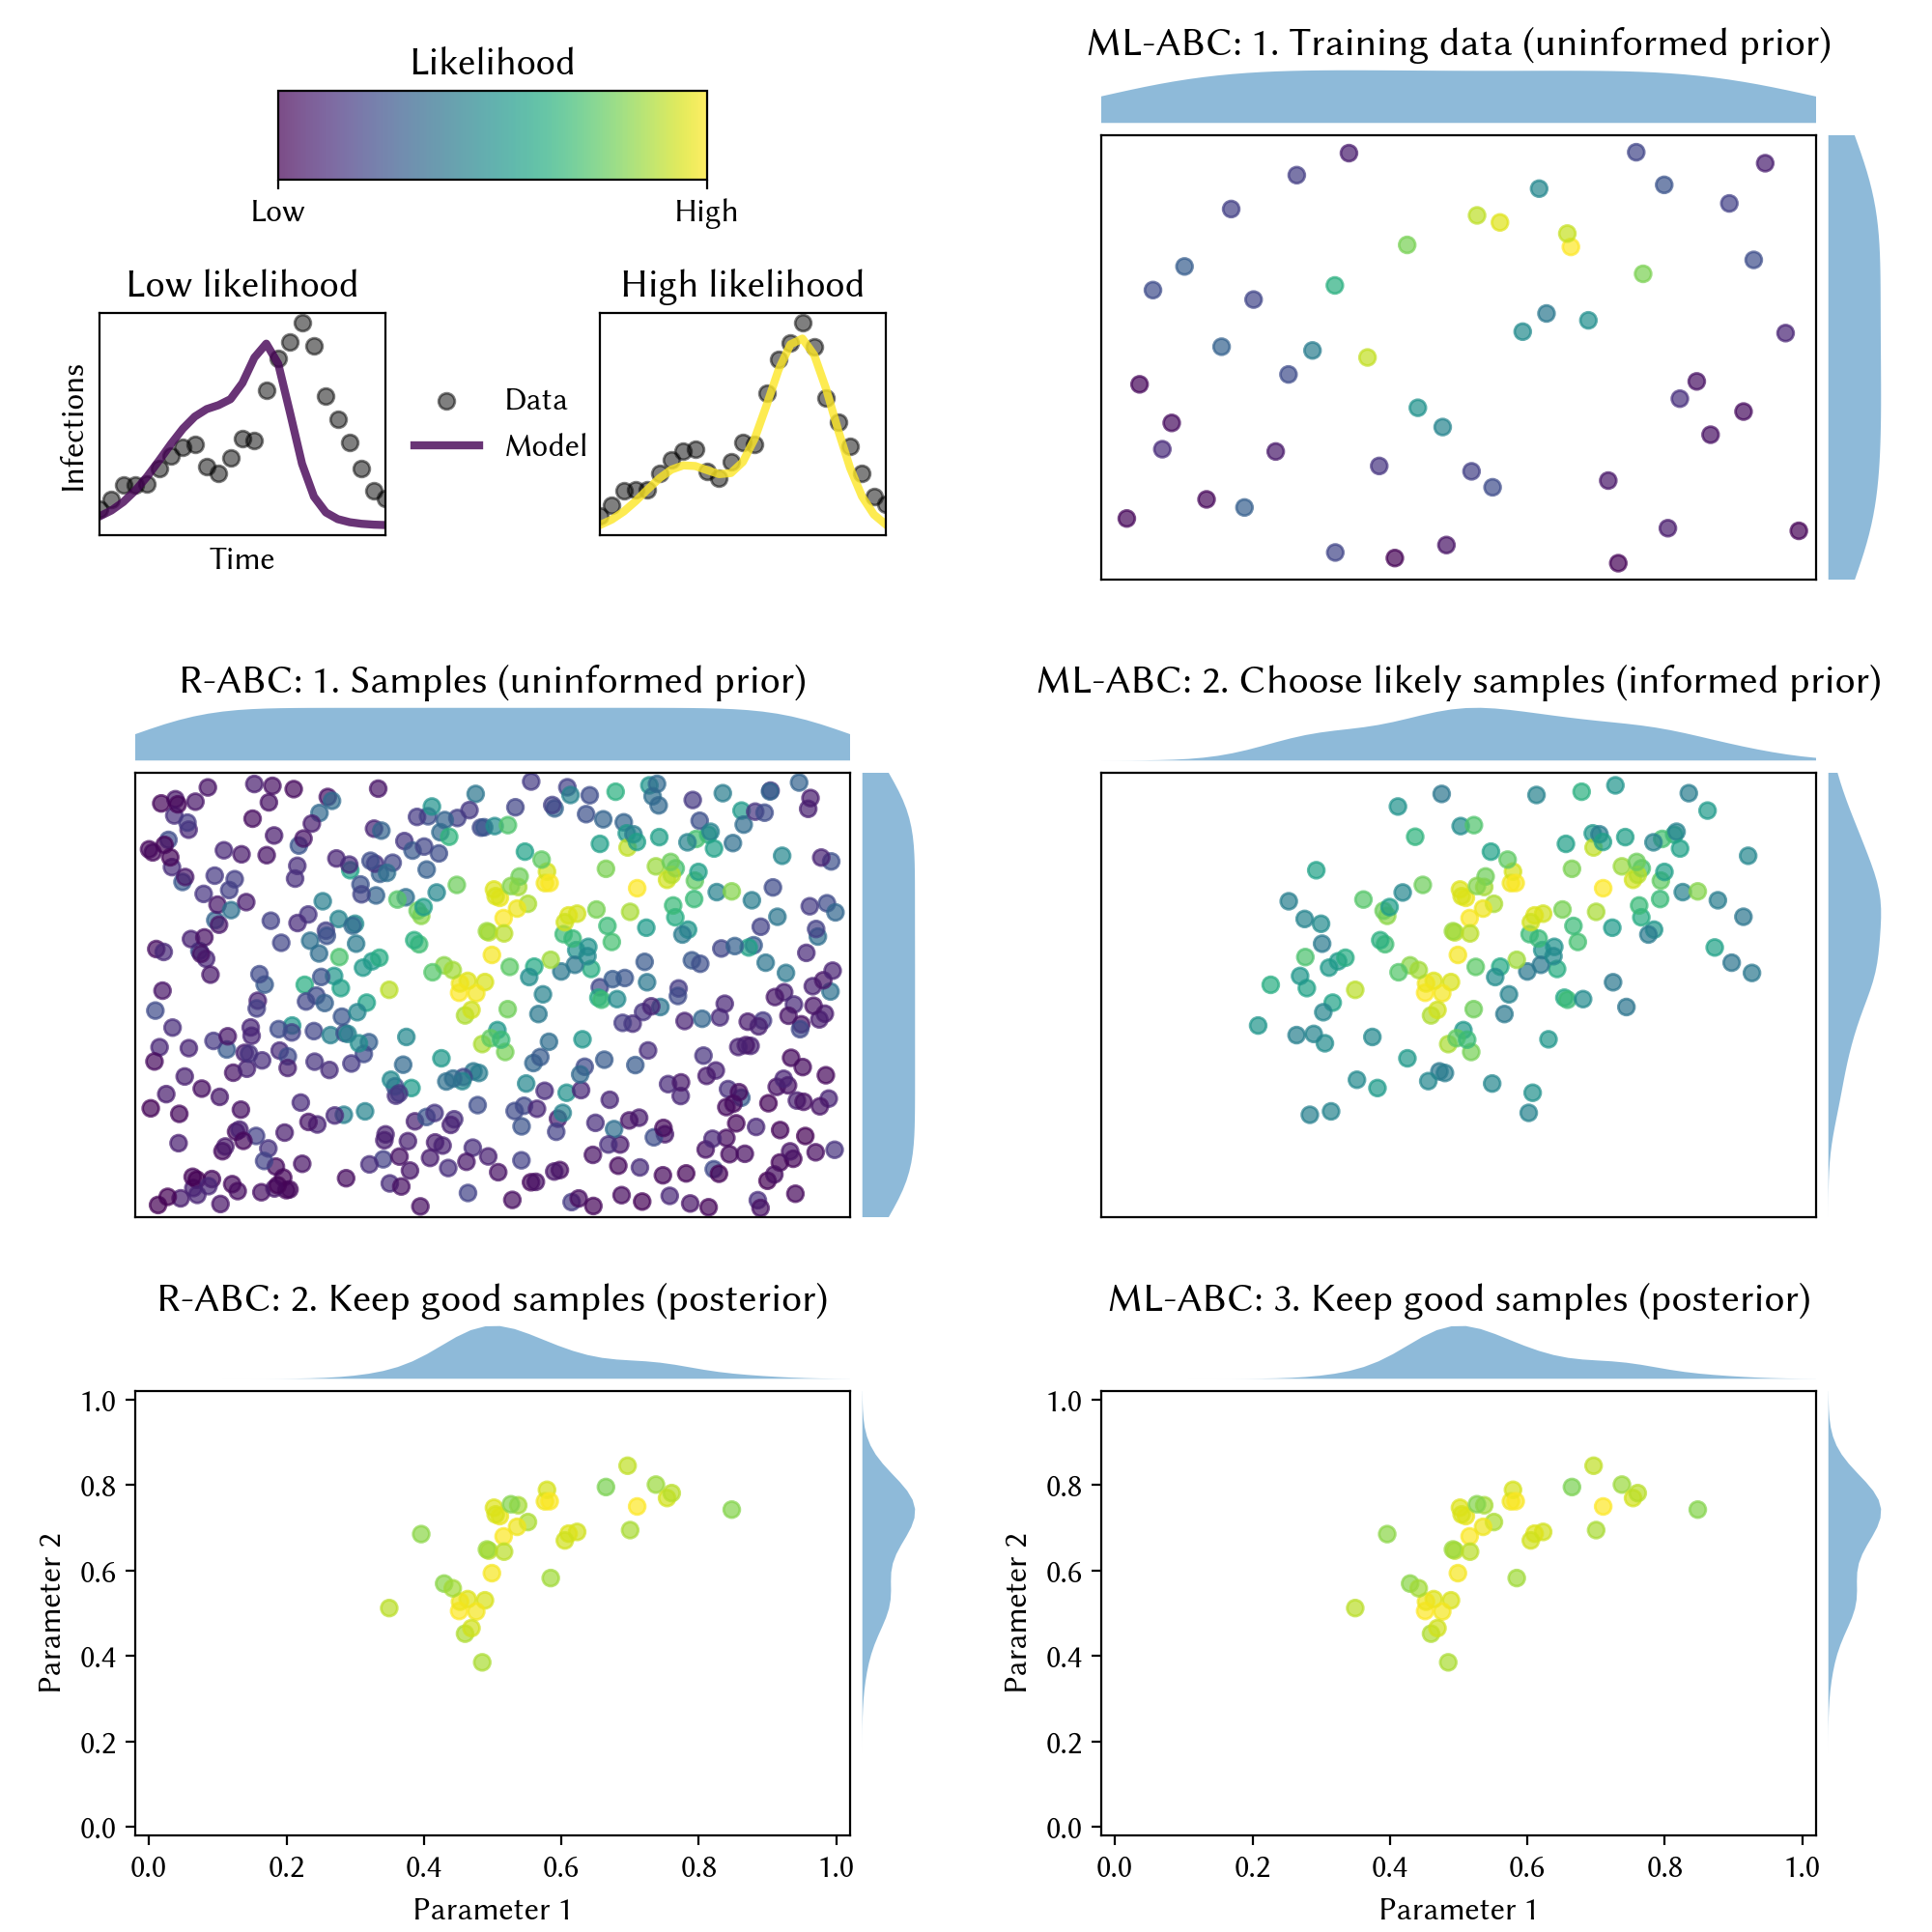 Likelihood
Low
High
Low likelihood
Infections
Time
Data
Model
High likelihood
ML-ABC: 1. Training data (uninformed prior)
R-ABC: 1. Samples (uninformed prior)
ML-ABC: 2. Choose likely samples (informed prior)
R-ABC: 2. Keep good samples (posterior)
Parameter 2
1.0
0.8
0.6
0.4
0.2
0.0
0.0 0.2 0.4 0.6 0.8 1.0
Parameter 1
ML-ABC: 3. Keep good samples (posterior)
Parameter 2
1.0
0.8
0.6
0.4
0.2
0.0
0.0 0.2 0.4 0.6 0.8 1.0
Parameter 1